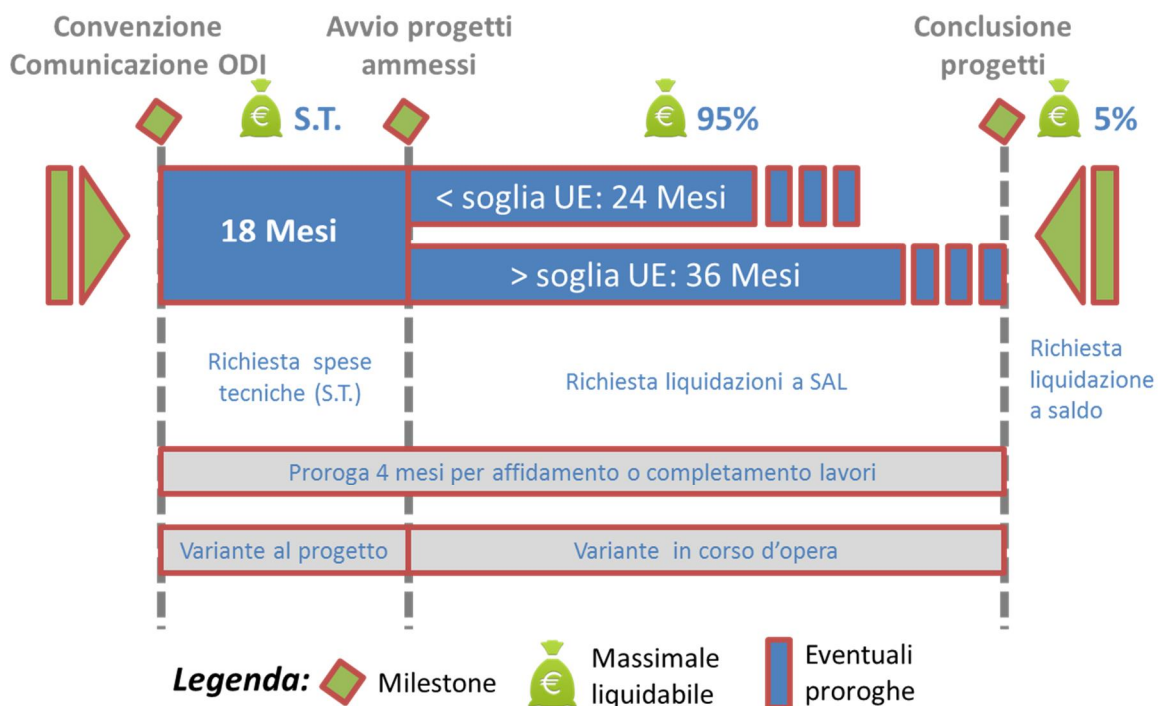 Convenzione
Comunicazione ODI
Avvio progetti
ammessi
Conclusione
progetti
€ S.T.
€ 95%
€ 5%
18 Mesi
< soglia UE: 24 Mesi
> soglia UE: 36 Mesi
Richiesta spese
tecniche (S.T.)
Richiesta liquidazioni a SAL
Richiesta
liquidazione
a saldo
Proroga 4 mesi per affidamento o completamento lavori
Variante al progetto
Variante in corso d’opera
Legenda:
Milestone
€
Massimale
liquidabile
Eventuali
proroghe